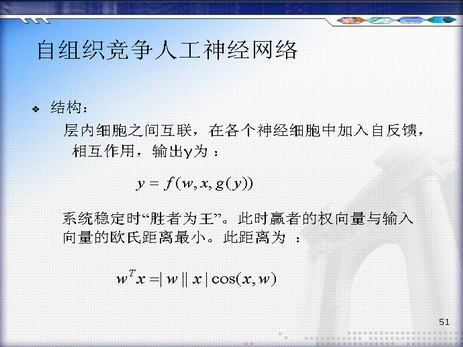 自组织竞争人工神经网络
❖ 结构：
层内细胞之间互联，在各个神经细胞中加入自反馈，
相互作用，输出y为：
y = f(w, x, g(y))
系统稳定时“胜者为王”。此时赢者的权向量与输入
向量的欧氏距离最小。此距离为 ：
w^T x =| w || x | cos(x, w)
51